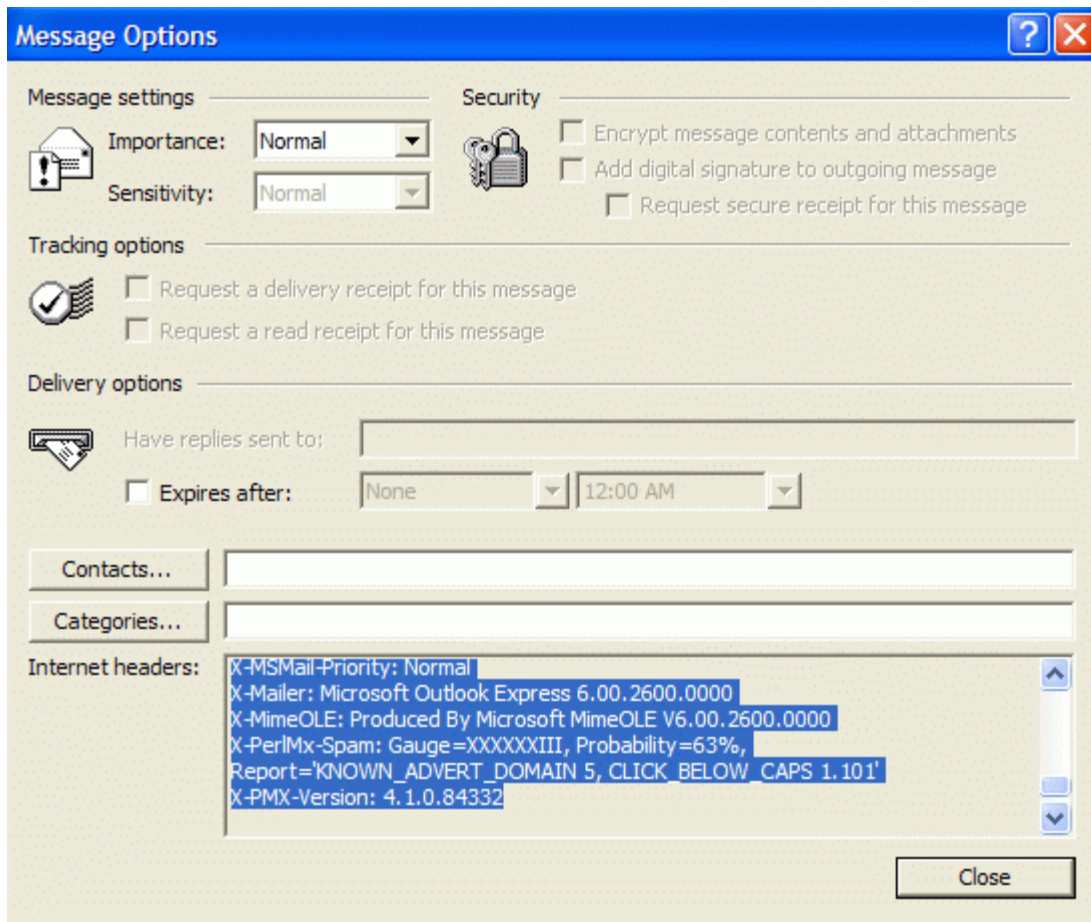 Message Options
Message settings
Security
Importance: Normal
Encrypt message contents and attachments
Add digital signature to outgoing message
Sensitivity: Normal
Request secure receipt for this message
Tracking options
Request a delivery receipt for this message
Request a read receipt for this message
Delivery options
Have replies sent to:
Expires after: None 12:00 AM
Contacts...
Categories...
Internet headers:
X-MSMail-Priority: Normal
X-Mailer: Microsoft Outlook Express 6.00.2600.0000
X-MimeOLE: Produced By Microsoft MimeOLE V6.00.2600.0000
X-PerlMx-Spam: Gauge=XXXXXXIII, Probability=63%,
Report='KNOWN_ADVERT_DOMAIN 5, CLICK_BELOW_CAPS 1.101'
X-PMX-Version: 4.1.0.84332
Close